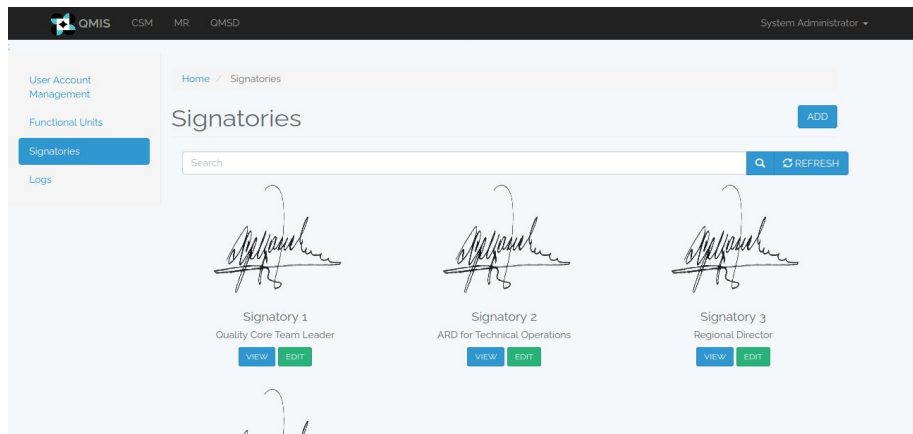 QMIS CSM MR QMSD System Administrator
User Account Management
Functional Units
Signatories
Logs
Home / Signatories
Signatories
ADD
Search
REFRESH
Signatory 1
Quality Core Team Leader
VIEW EDIT
Signatory 2
ARD for Technical Operations
VIEW EDIT
Signatory 3
Regional Director
VIEW EDIT